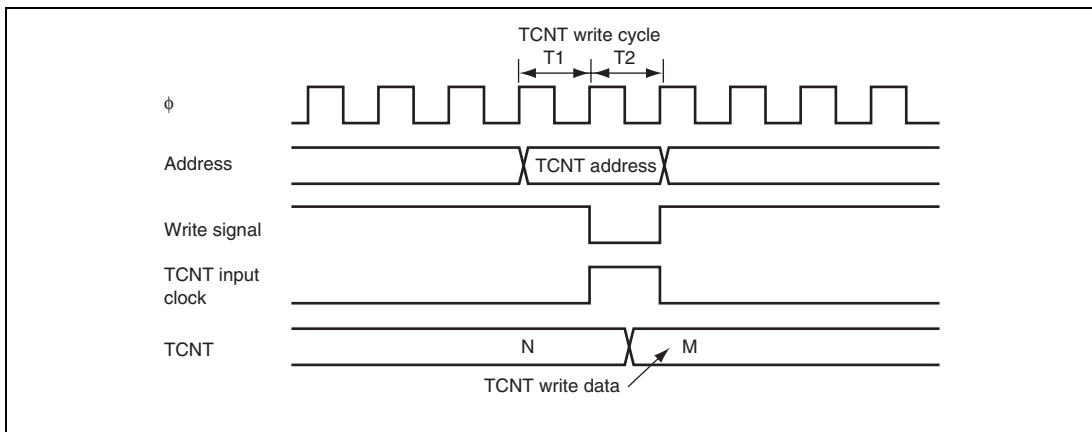 TCNT write cycle
T1 T2
ϕ
Address
TCNT address
Write signal
TCNT input
clock
TCNT
N M
TCNT write data